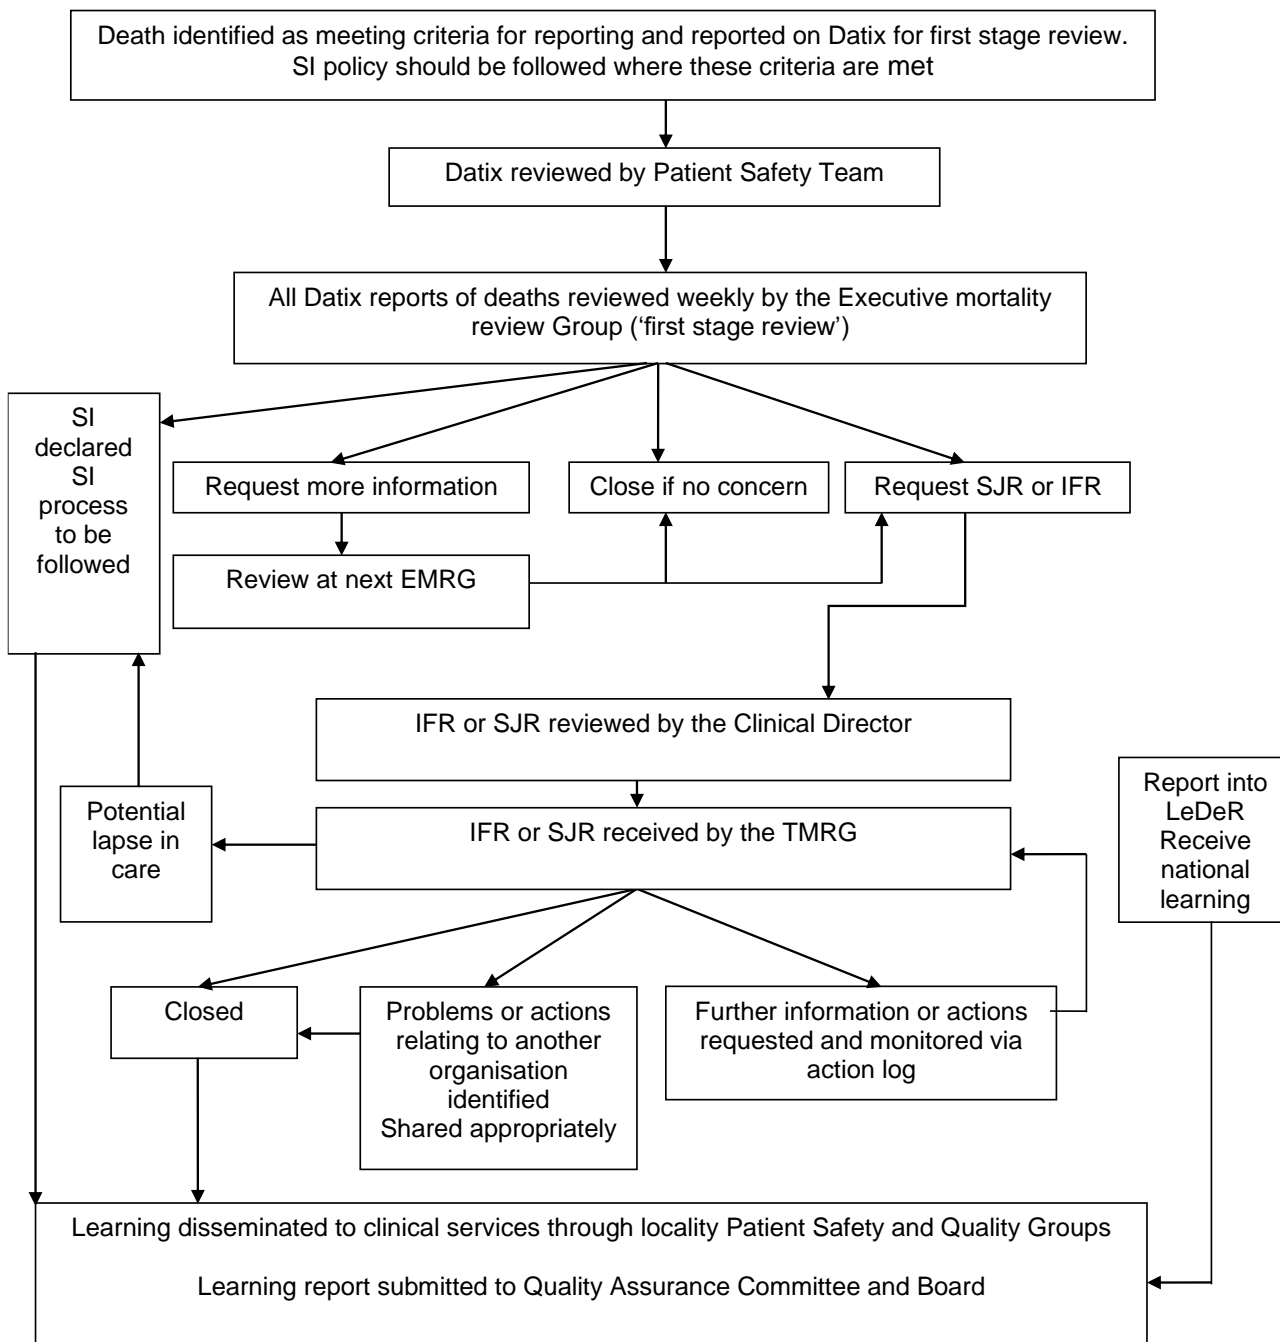 Death identified as meeting criteria for reporting and reported on Datix for first stage review.
SI policy should be followed where these criteria are met
Datix reviewed by Patient Safety Team
All Datix reports of deaths reviewed weekly by the Executive mortality
review Group (‘first stage review’)
SI
declared
SI
process
to be
followed
Request more information
Close if no concern
Request SJR or IFR
Review at next EMRG
IFR or SJR reviewed by the Clinical Director
Potential
lapse in
care
IFR or SJR received by the TMRG
Report into
LeDeR
Receive
national
learning
Closed
Problems or actions
relating to another
organisation
identified
Shared appropriately
Further information or actions
requested and monitored via
action log
Learning disseminated to clinical services through locality Patient Safety and Quality Groups
Learning report submitted to Quality Assurance Committee and Board